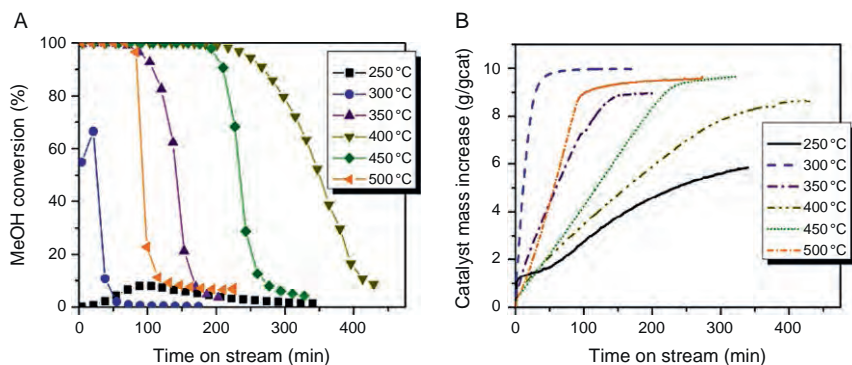 A
MeOH conversion (%)
100
80
60
40
20
0
0 100 200 300 400
Time on stream (min)
250 °C
300 °C
350 °C
400 °C
450 °C
500 °C
B
Catalyst mass increase (g/gcat)
12
10
8
6
4
2
0
0 100 200 300 400
Time on stream (min)
250 °C
300 °C
350 °C
400 °C
450 °C
500 °C